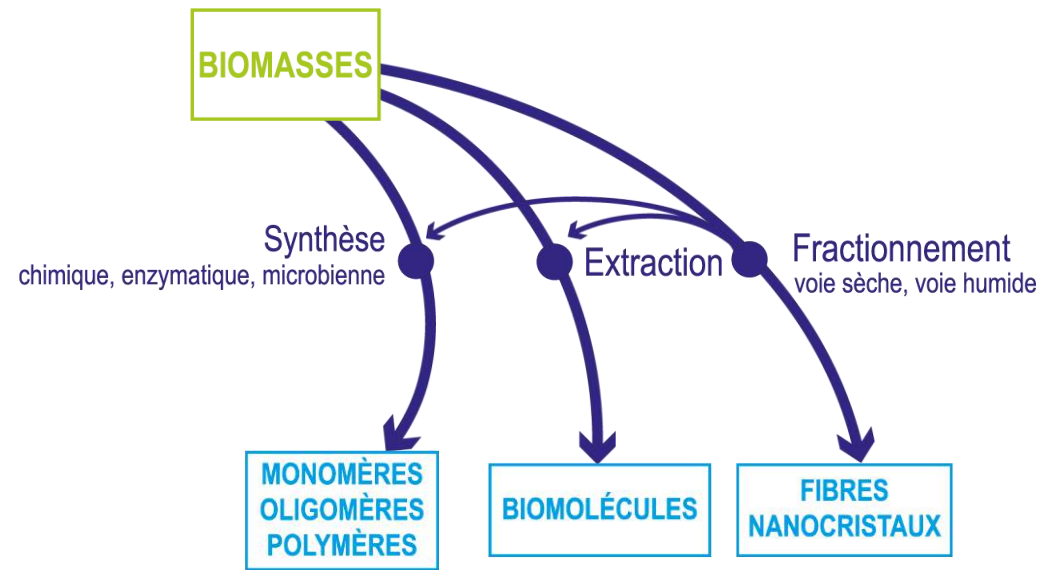 BIOMASSES
Synthèse
chimique, enzymatique, microbienne
Extraction
Fractionnement
voie sèche, voie humide
MONOMÈRES
OLIGOMÈRES
POLYMÈRES
BIOMOLÉCULES
FIBRES
NANOCRISTAUX